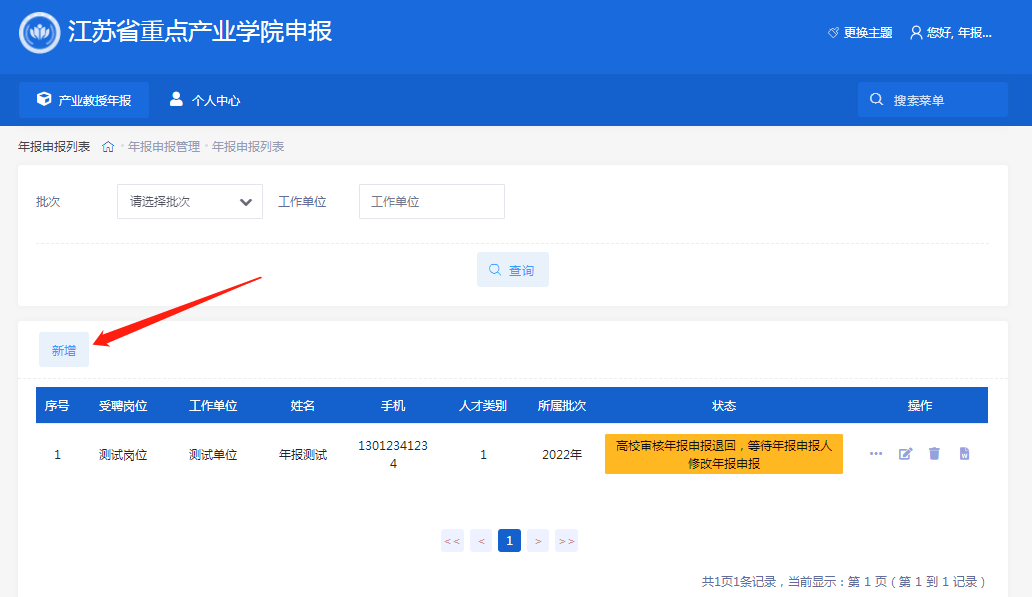 江苏省重点产业学院申报
更换主题 您好, 年报...
产业教授年报 个人中心 搜索菜单
年报申报列表 年报申报管理 年报申报列表
批次 请选择批次 工作单位 工作单位
查询
新增
序号 受聘岗位 工作单位 姓名 手机 人才类别 所属批次 状态 操作
1 测试岗位 测试单位 年报测试 1301234123
4 1 2022年 高校审核年报申报退回，等待年报申报人
修改年报申报
<< < 1 > >>
共1页1条记录，当前显示：第 1 页 ( 第 1 到 1 记录 )